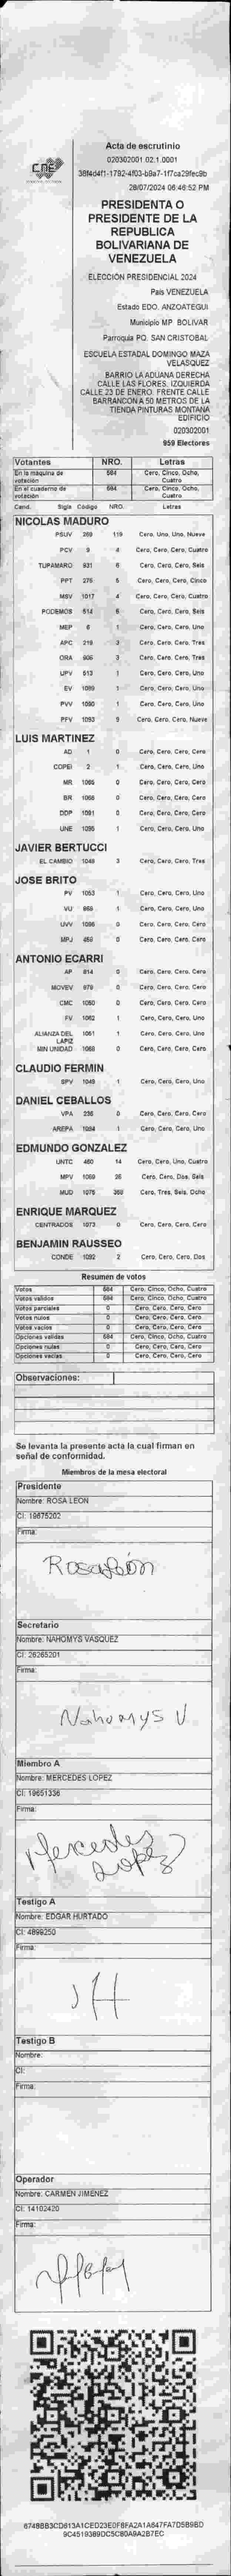 CNE
Acta de escrutinio
020302001.02.1.0001
28/07/2024 06:46:52 PM
PRESIDENTA O
PRESIDENTE DE LA
REPUBLICA
BOLIVARIANA DE
VENEZUELA
ELECCIÓN PRESIDENCIAL 2024
País VENEZUELA
Estado EDO. ANZOATEGUI
Municipio MP. BOLIVAR
Parroquia PQ. SAN CRISTOBAL
ESCUELA ESTADAL DOMINGO MAZA
VELASQUEZ
BARRIO LA ADUANA DERECHA
CALLE LAS FLORES. IZQUIERDA
CALLE 23 DE ENERO. FRENTE CALLE
BARRANCON A 50 METROS DE LA
TIENDA PINTURAS MONTANA
EDIFICIO
020302001
959 Electores
Votantes NRO. Letras
En la máquina de votación 584 Cero, Cinco, Ocho, Cuatro
En el cuaderno de votación 584 Cero, Cinco, Ocho, Cuatro
Cand. Sigla Código NRO. Letras
NICOLAS MADURO
PSUV 119 Cero, Uno, Uno, Nueve
PCV 4 Cero, Cero, Cero, Cuatro
TUPAMARO 931 6 Cero, Cero, Cero, Seis
PPT 275 5 Cero, Cero, Cero, Cinco
MSV 1017 4 Cero, Cero, Cero, Cuatro
PODEMOS 514 6 Cero, Cero, Cero, Seis
MEP 1 Cero, Cero, Cero, Uno
APC 219 3 Cero, Cero, Cero, Tres
ORA 906 3 Cero, Cero, Cero, Tres
UPV 613 1 Cero, Cero, Cero, Uno
EV 1089 1 Cero, Cero, Cero, Uno
PVV 1090 1 Cero, Cero, Cero, Uno
PFV 1093 9 Cero, Cero, Cero, Nueve
LUIS MARTINEZ
AD 1 0 Cero, Cero, Cero, Cero
COPEI 2 1 Cero, Cero, Cero, Uno
MR 1065 0 Cero, Cero, Cero, Cero
BR 1068 0 Cero, Cero, Cero, Cero
DDP 1091 0 Cero, Cero, Cero, Cero
UNE 1095 1 Cero, Cero, Cero, Uno
JAVIER BERTUCCI
EL CAMBIO 1048 3 Cero, Cero, Cero, Tres
JOSE BRITO
PV 1053 1 Cero, Cero, Cero, Uno
VU 969 1 Cero, Cero, Cero, Uno
UVV 1096 0 Cero, Cero, Cero, Cero
MPJ 459 0 Cero, Cero, Cero, Cero
ANTONIO ECARRI
AP 814 0 Cero, Cero, Cero, Cero
MOVEV 979 0 Cero, Cero, Cero, Cero
CMC 1050 0 Cero, Cero, Cero, Cero
FV 1062 1 Cero, Cero, Cero, Uno
ALIANZA DEL LAPIZ 1051 1 Cero, Cero, Cero, Uno
MIN UNIDAD 1068 0 Cero, Cero, Cero, Cero
CLAUDIO FERMIN
SPV 1049 1 Cero, Cero, Cero, Uno
DANIEL CEBALLOS
VPA 236 0 Cero, Cero, Cero, Cero
AREPA 1084 1 Cero, Cero, Cero, Uno
EDMUNDO GONZALEZ
UNTC 460 14 Cero, Cero, Uno, Cuatro
MPV 1059 26 Cero, Cero, Dos, Seis
MUD 1075 368 Cero, Tres, Seis, Ocho
ENRIQUE MARQUEZ
CENTRADOS 1073 0 Cero, Cero, Cero, Cero
BENJAMIN RAUSSEO
CONDE 1092 2 Cero, Cero, Cero, Dos
Resumen de votos
Votos 584 Cero, Cinco, Ocho, Cuatro
Votos válidos 584 Cero, Cinco, Ocho, Cuatro
Votos parciales 0 Cero, Cero, Cero, Cero
Votos nulos 0 Cero, Cero, Cero, Cero
Votos vacíos 0 Cero, Cero, Cero, Cero
Opciones válidas 584 Cero, Cinco, Ocho, Cuatro
Opciones nulas 0 Cero, Cero, Cero, Cero
Opciones vacías 0 Cero, Cero, Cero, Cero
Observaciones:
Se levanta la presente acta la cual firman en
señal de conformidad.
Miembros de la mesa electoral
Presidente
Nombre: ROSA LEON
CI: 19675202
Firma:
Rosa León
Secretario
Nombre: NAHOMYS VASQUEZ
CI: 26265201
Firma:
Nahomys V
Miembro A
Nombre: MERCEDES LOPEZ
CI: 19651336
Firma:
Mercedes
Lopez
Testigo A
Nombre: EDGAR HURTADO
CI: 4899250
Firma:
Testigo B
Nombre:
CI:
Firma:
Operador
Nombre: CARMEN JIMENEZ
CI: 14102420
Firma: